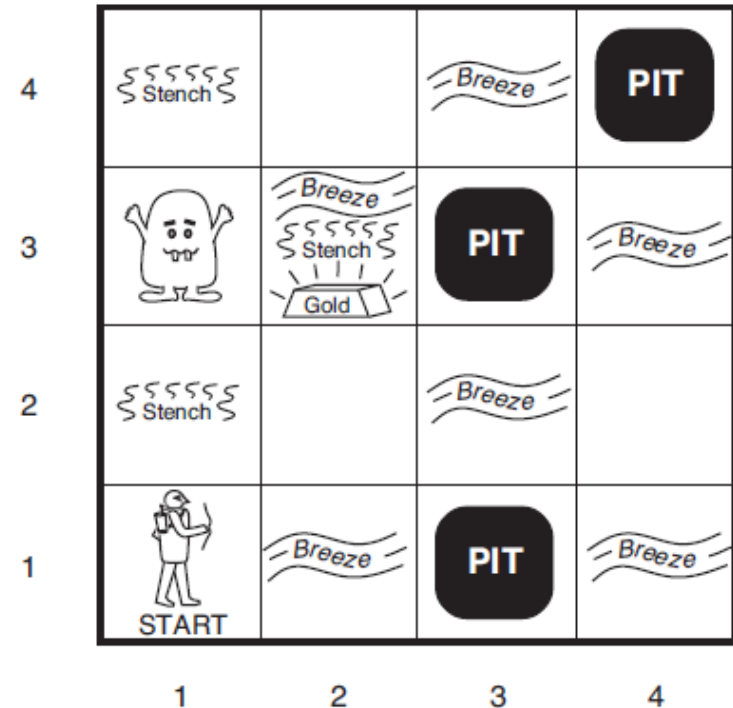 4
Stench
Breeze
PIT
3
Breeze
Stench
Gold
PIT
Breeze
2
Stench
Breeze
1
START
Breeze
PIT
Breeze
1 2 3 4